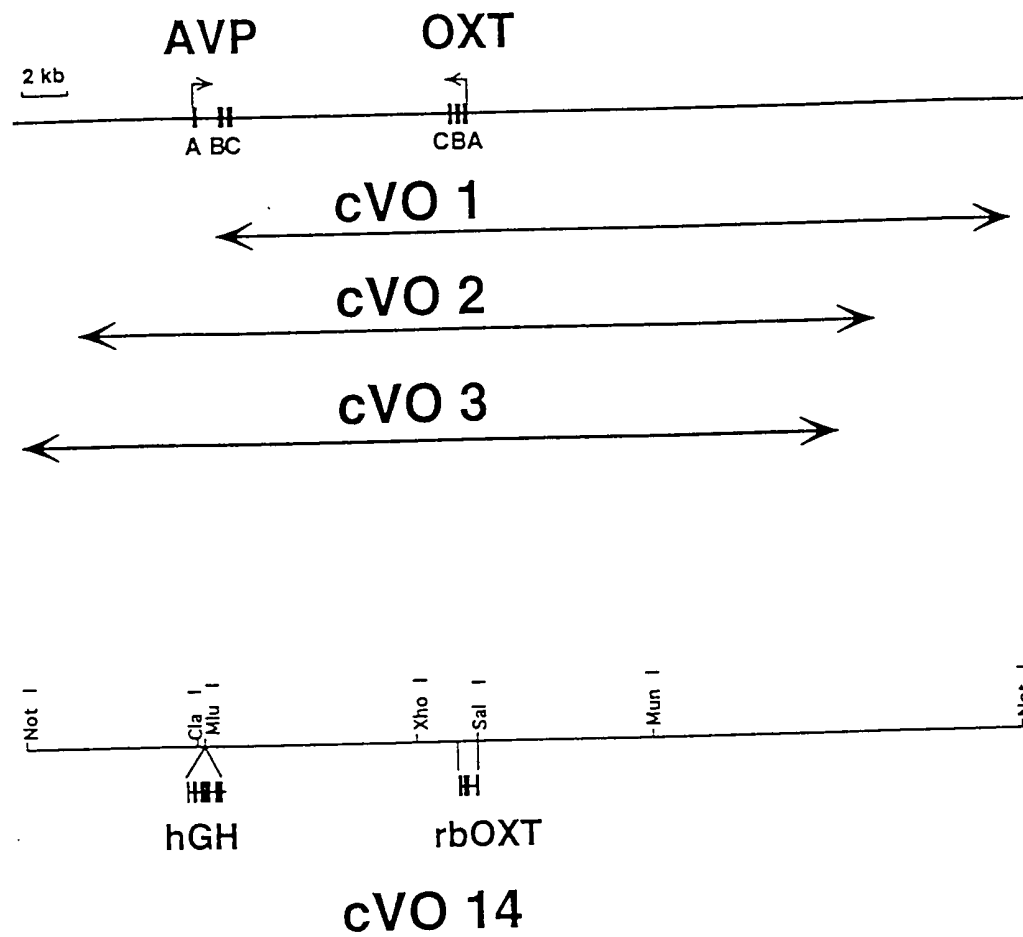 AVP OXT
2 kb
A BC CBA
cVO 1
cVO 2
cVO 3
Not I Cla I Mlu I Xho I Sal I Mun I Not I
hGH rbOXT
cVO 14